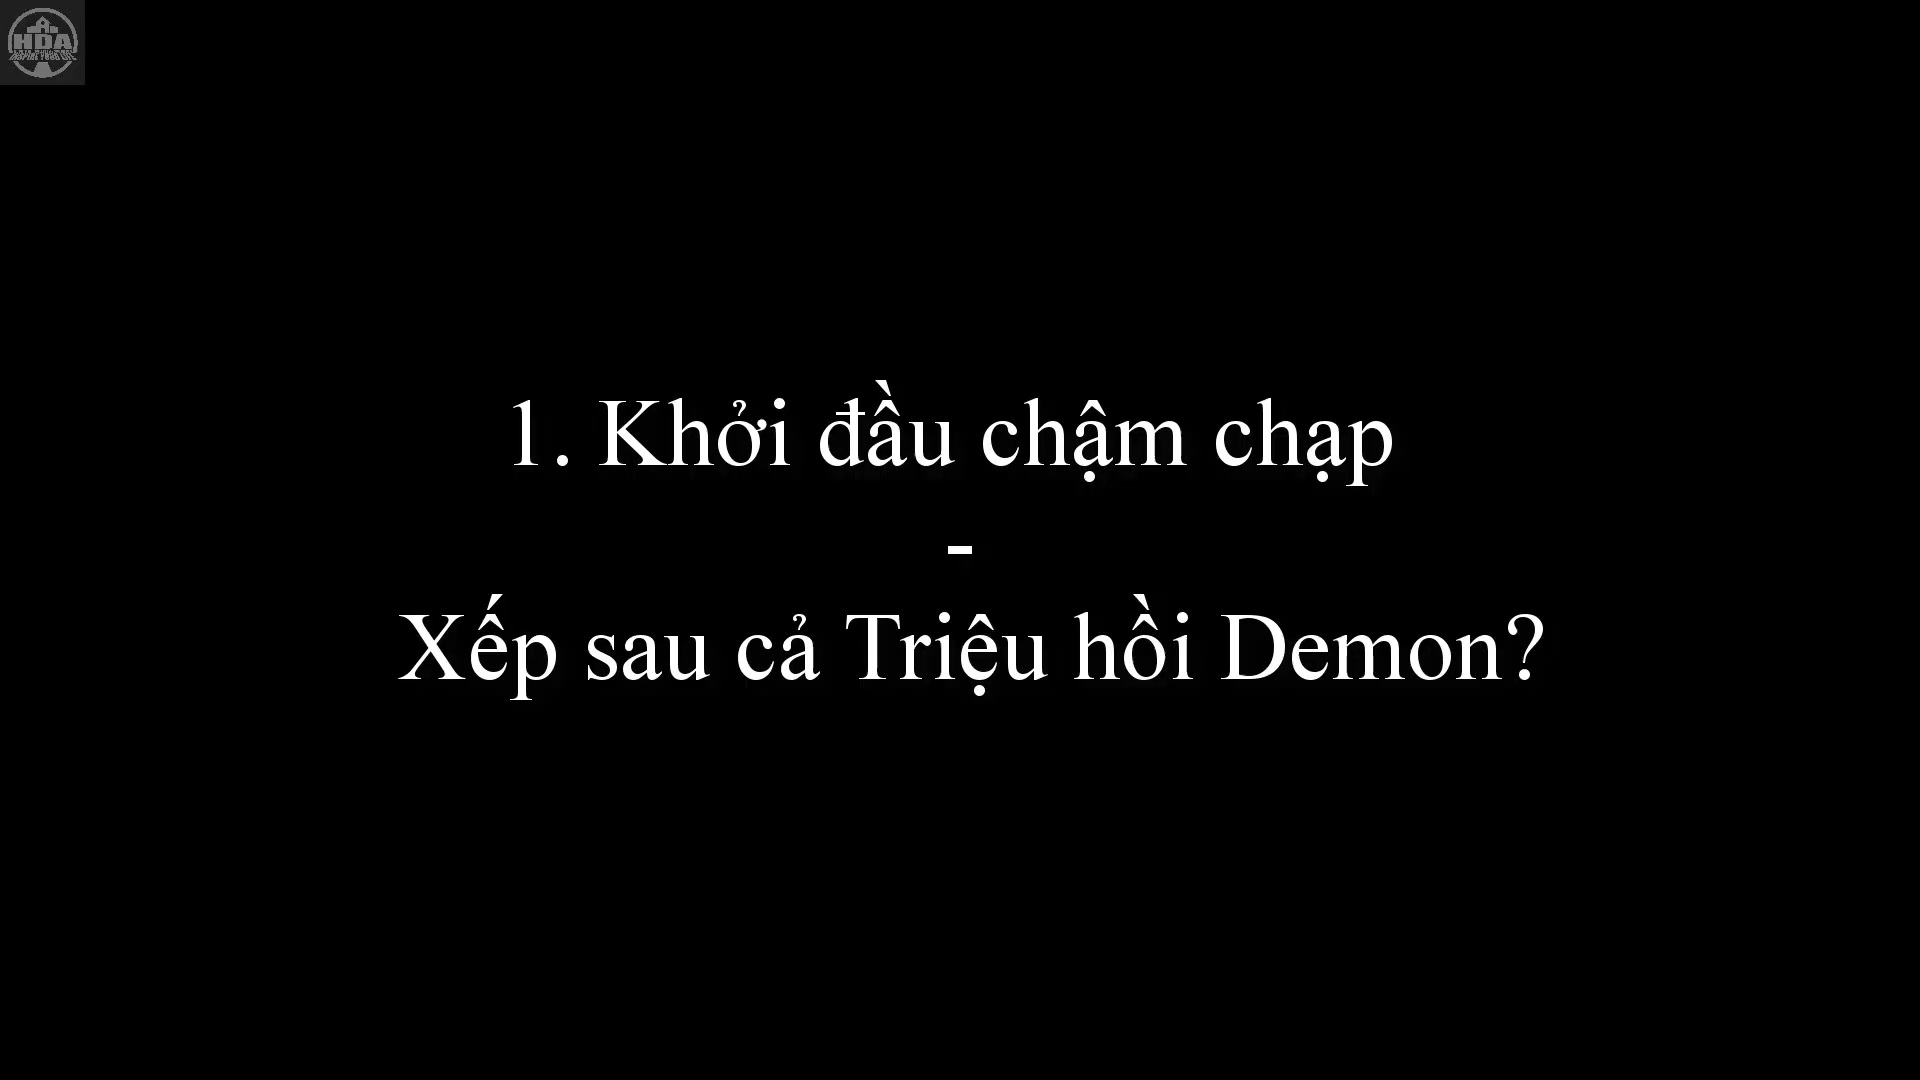 HDA
1. Khởi đầu chậm chạp
-
Xếp sau cả Triệu hồi Demon?